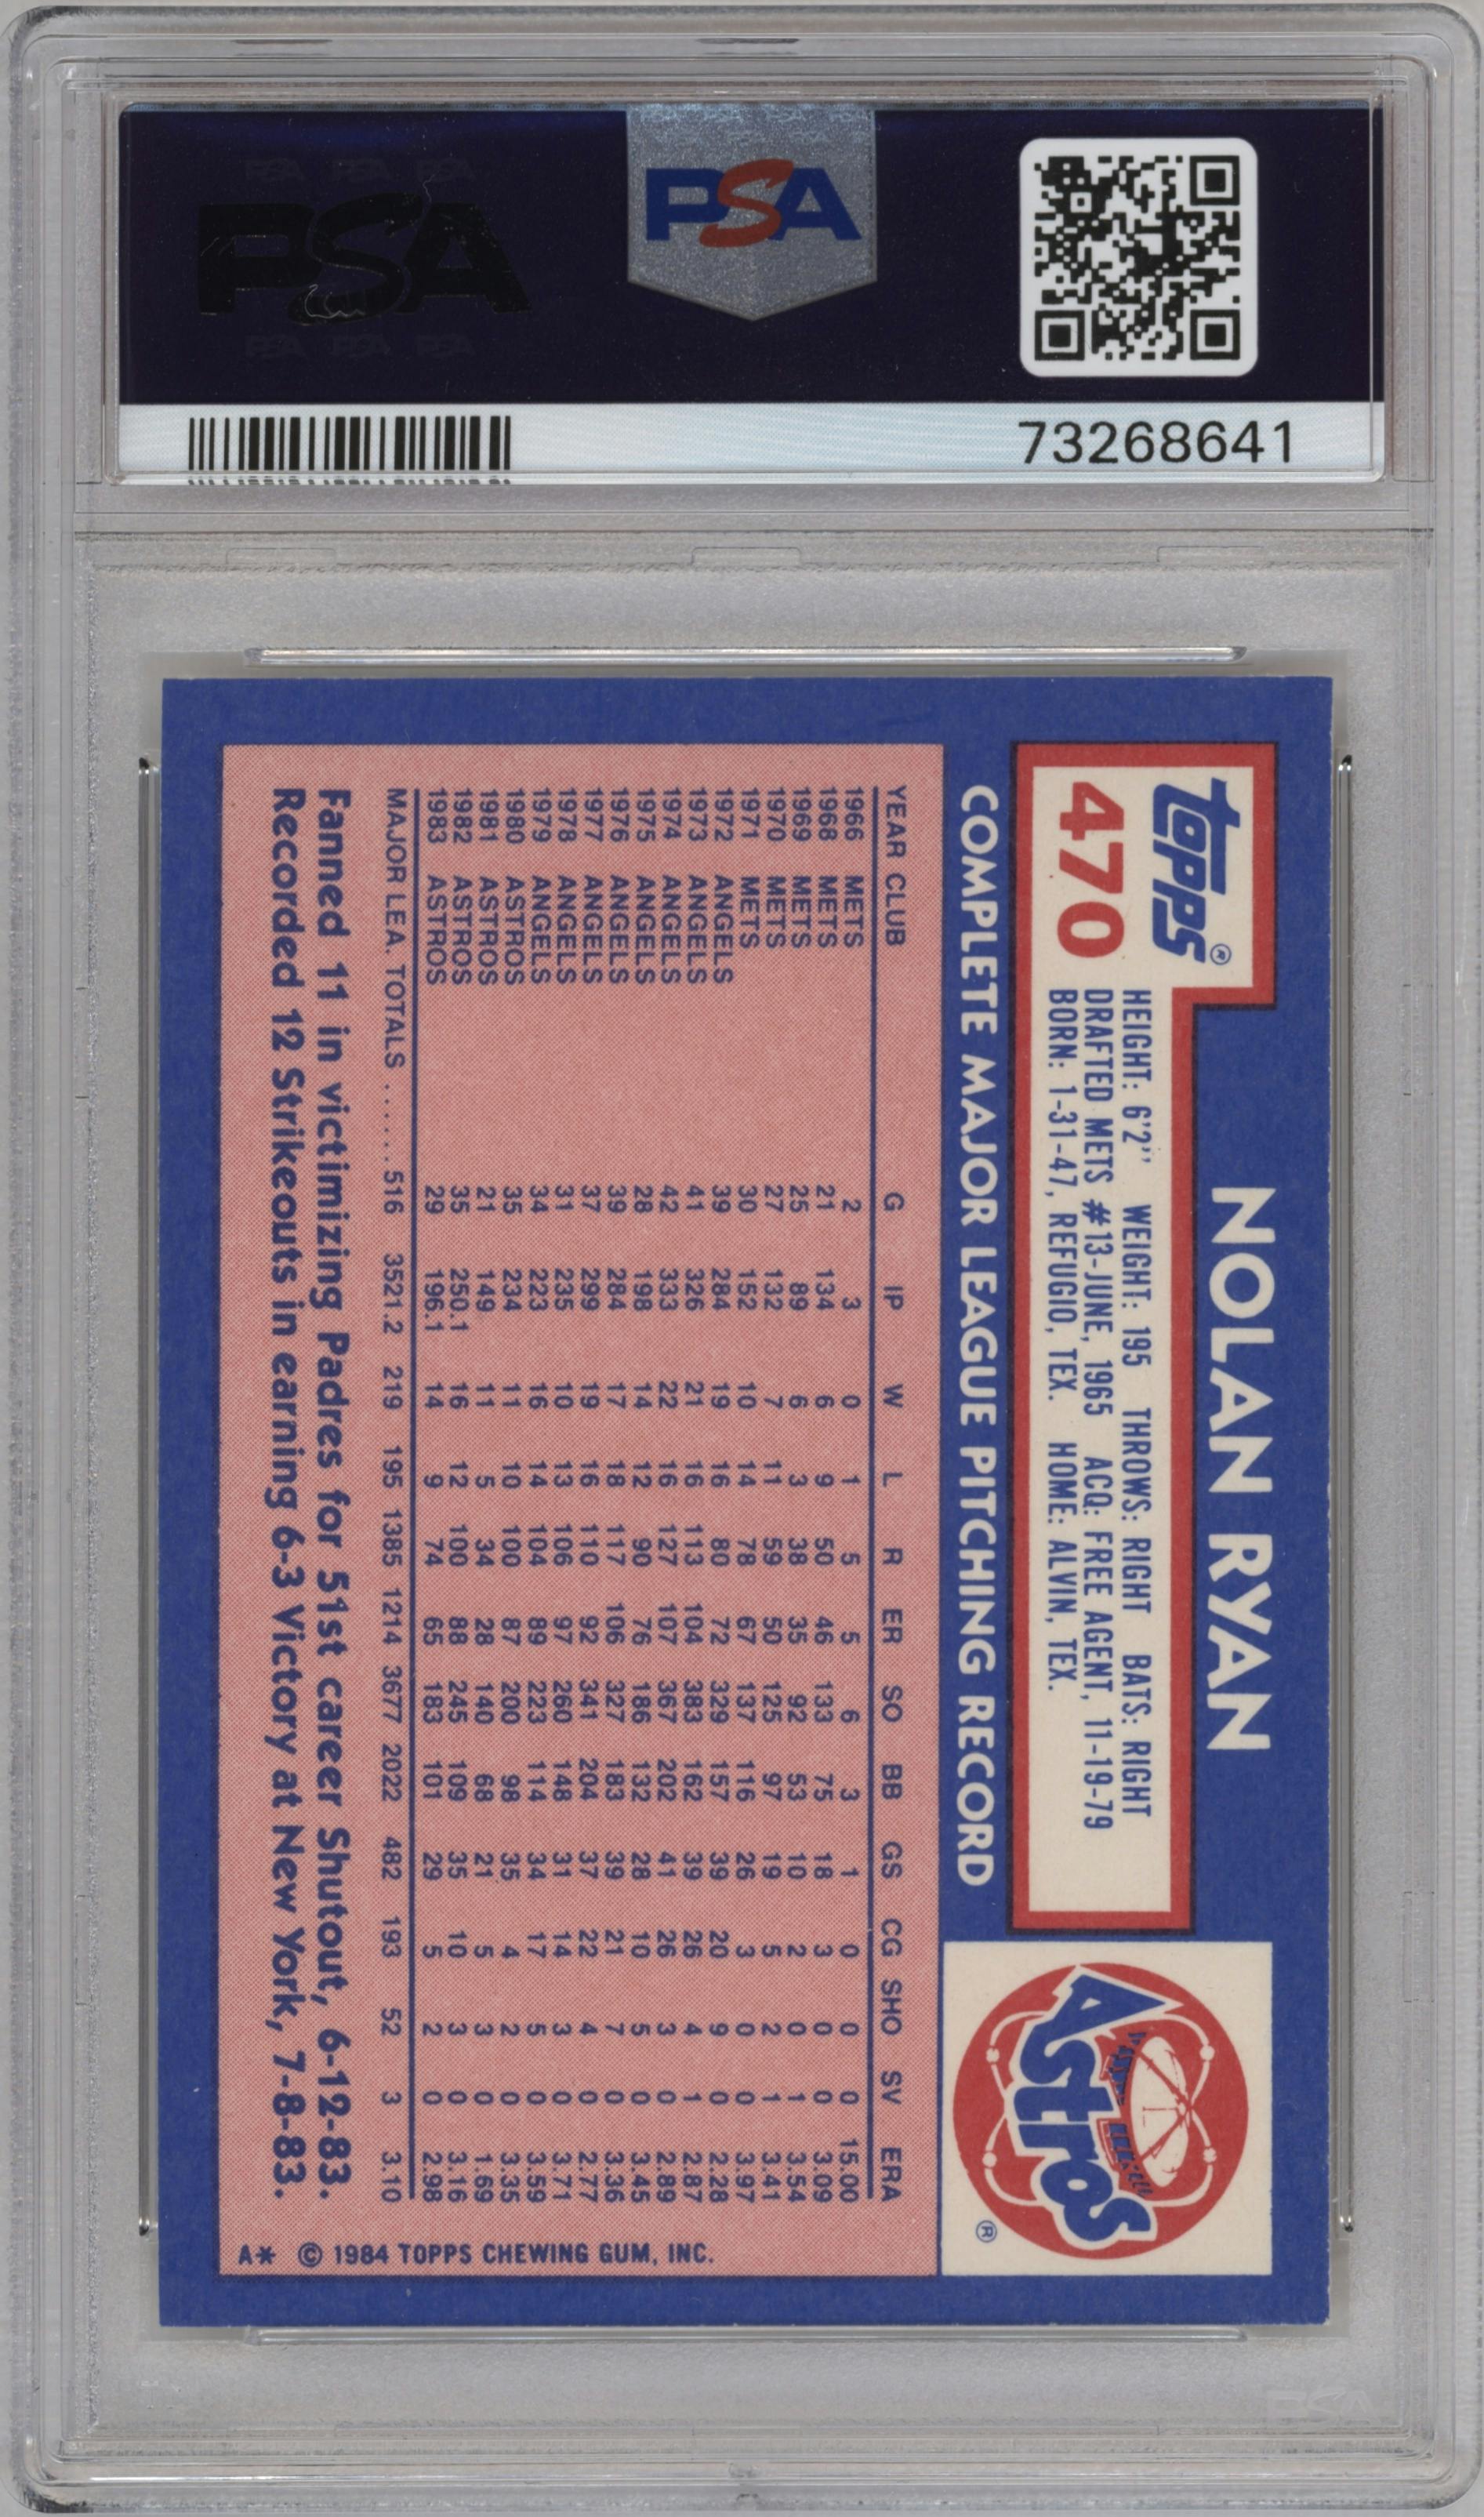 PSA
PSA
73268641
NOLAN RYAN
topps®
470
HEIGHT: 6'2" WEIGHT: 195 THROWS: RIGHT BATS: RIGHT
DRAFTED METS #13-JUNE, 1965 ACQ: FREE AGENT, 11-19-79
BORN: 1-31-47, REFUGIO, TEX. HOME: ALVIN, TEX.
Astros
®
COMPLETE MAJOR LEAGUE PITCHING RECORD
YEAR CLUB G IP W L R ER SO BB GS CG SHO SV ERA
1966 METS 2 3 0 1 5 5 6 3 1 0 0 0 15.00
1968 METS 21 134 6 9 50 46 133 75 18 3 0 0 3.09
1969 METS 25 89 6 3 38 35 92 53 10 2 0 1 3.54
1970 METS 27 132 7 11 59 50 125 97 19 5 2 1 3.41
1971 METS 30 152 10 14 78 67 137 116 26 3 0 0 3.97
1972 ANGELS 39 284 19 16 80 72 329 157 39 20 9 0 2.28
1973 ANGELS 41 326 21 16 113 104 383 162 39 26 4 1 2.87
1974 ANGELS 42 333 22 16 127 107 367 202 41 26 3 0 2.89
1975 ANGELS 28 198 14 12 90 76 186 132 28 10 5 0 3.45
1976 ANGELS 39 284 17 18 117 106 327 183 39 21 7 0 3.36
1977 ANGELS 37 299 19 16 110 92 341 204 37 22 4 0 2.77
1978 ANGELS 31 235 10 13 106 97 260 148 31 14 3 0 3.71
1979 ANGELS 34 223 16 14 104 89 223 114 34 17 5 0 3.59
1980 ASTROS 35 234 11 10 100 87 200 98 35 4 2 0 3.35
1981 ASTROS 21 149 11 5 34 28 140 68 21 5 3 0 1.69
1982 ASTROS 35 250.1 16 12 100 88 245 109 35 10 3 0 3.16
1983 ASTROS 29 196.1 14 9 74 65 183 101 29 5 2 0 2.98
MAJOR LEA. TOTALS ...... 516 3521.2 219 195 1385 1214 3677 2022 482 193 52 3 3.10
Fanned 11 in victimizing Padres for 51st career Shutout, 6-12-83.
Recorded 12 Strikeouts in earning 6-3 Victory at New York, 7-8-83.
A* © 1984 TOPPS CHEWING GUM, INC.
PSA